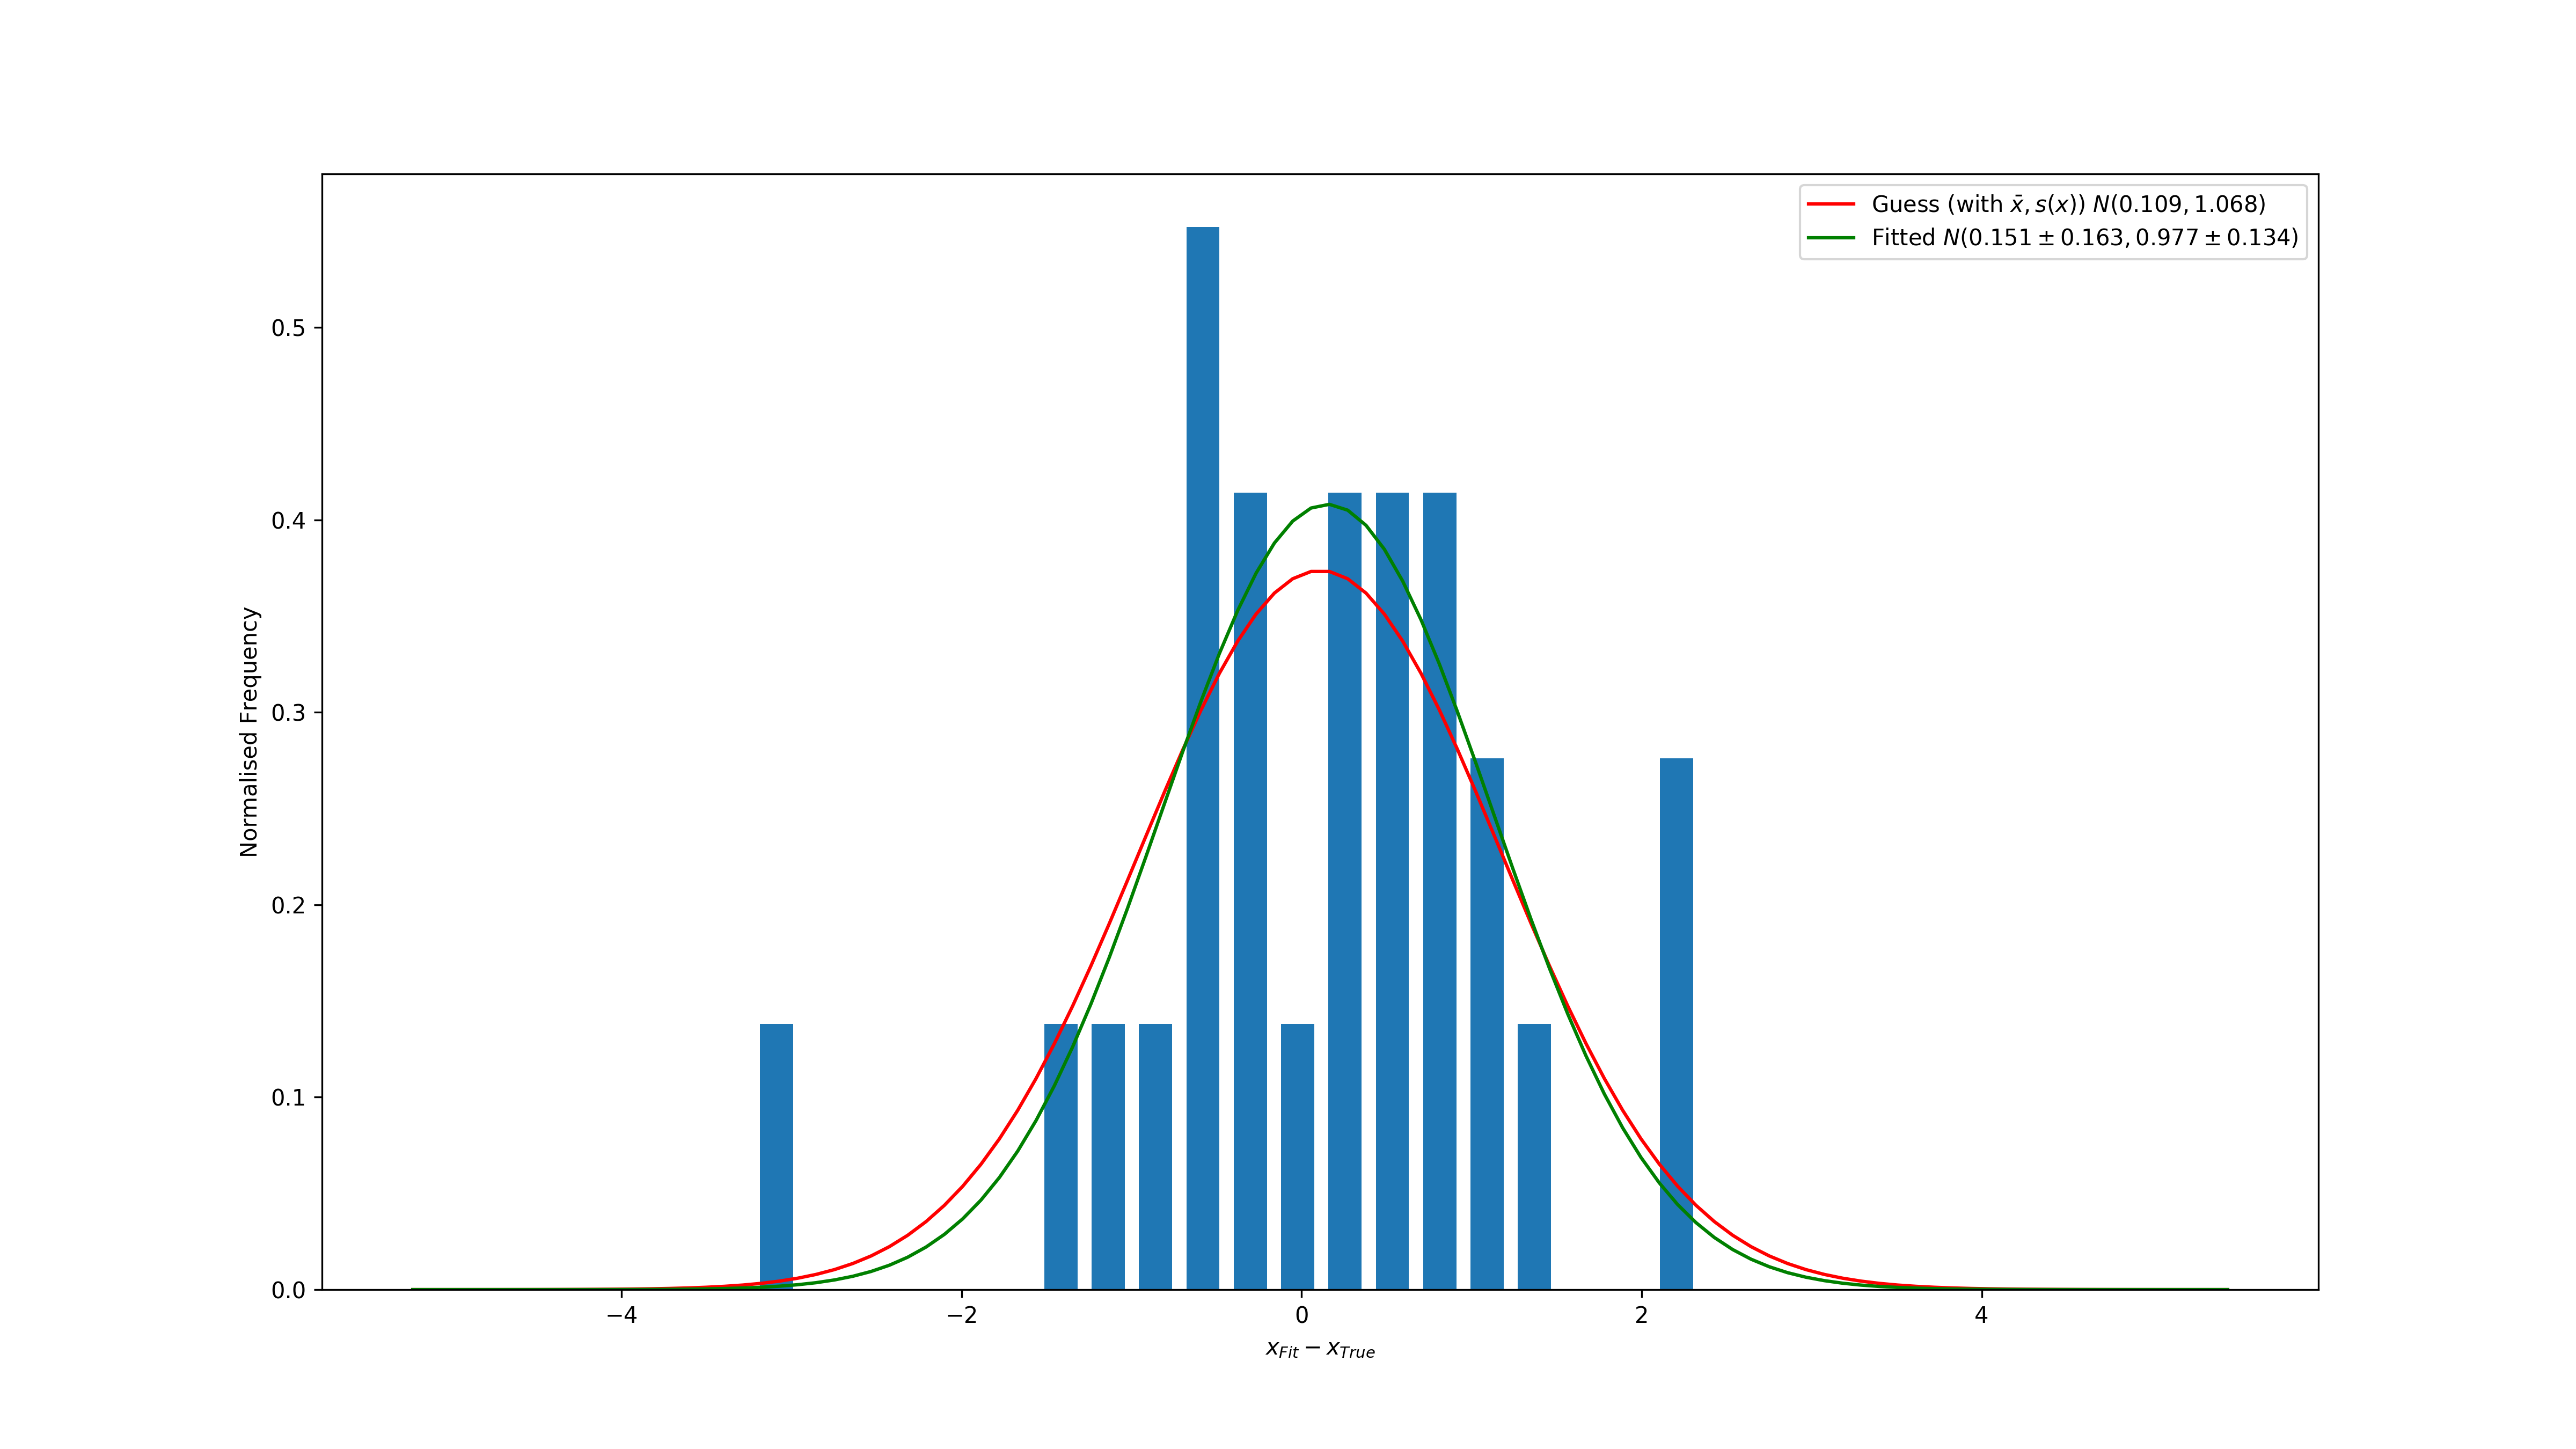 Guess (with x̄, s(x)) N(0.109, 1.068)
Fitted N(0.151 ± 0.163, 0.977 ± 0.134)
0.5
0.4
0.3
0.2
0.1
0.0
Normalised Frequency
−4 −2 0 2 4
x_Fit − x_True